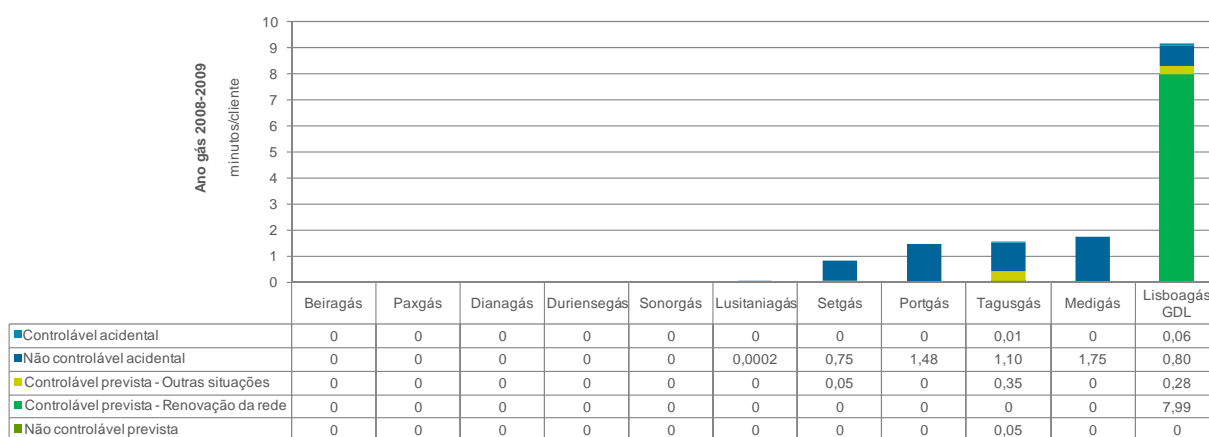 10
9
8
7
6
5
4
3
2
1
0
Ano gás 2008-2009
minutos/cliente
Beiragás Paxgás Dianagás Duriensegás Sonorgás Lusitaniagás Setgás Portgás Tagusgás Medigás Lisboagás GDL
Controlável acidental 0 0 0 0 0 0 0 0 0,01 0 0,06
Não controlável acidental 0 0 0 0 0 0,0002 0,75 1,48 1,10 1,75 0,80
Controlável prevista - Outras situações 0 0 0 0 0 0 0,05 0 0,35 0 0,28
Controlável prevista - Renovação da rede 0 0 0 0 0 0 0 0 0 0 7,99
Não controlável prevista 0 0 0 0 0 0 0 0 0,05 0 0